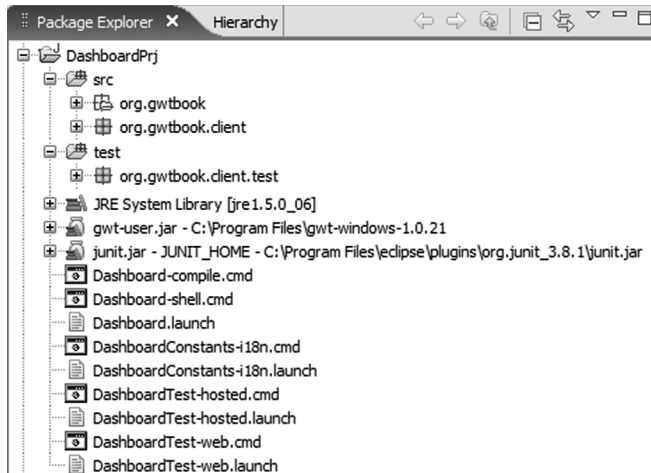 Package Explorer Hierarchy
DashboardPrj
src
org.gwtbook
org.gwtbook.client
test
org.gwtbook.client.test
JRE System Library [jre1.5.0_06]
gwt-user.jar - C:\Program Files\gwt-windows-1.0.21
junit.jar - JUNIT_HOME - C:\Program Files\eclipse\plugins\org.junit_3.8.1\junit.jar
Dashboard-compile.cmd
Dashboard-shell.cmd
Dashboard.launch
DashboardConstants-i18n.cmd
DashboardConstants-i18n.launch
DashboardTest-hosted.cmd
DashboardTest-hosted.launch
DashboardTest-web.cmd
DashboardTest-web.launch